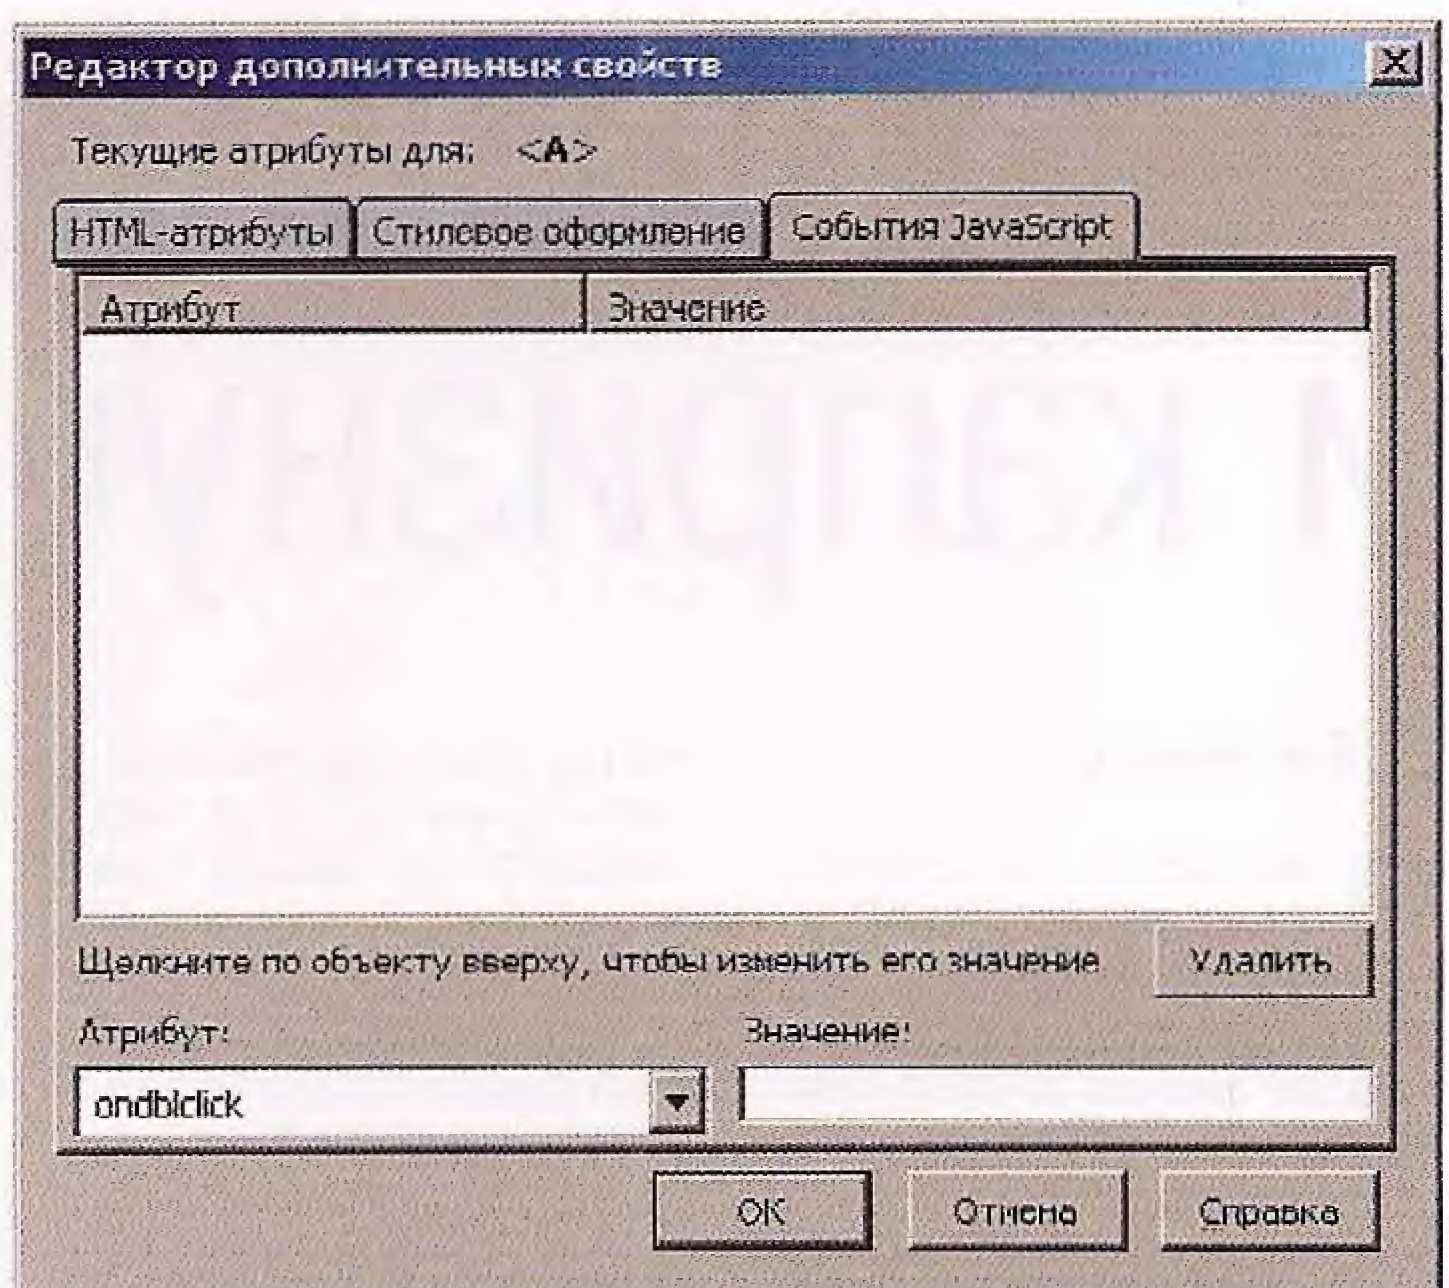 Редактор дополнительных свойств
Текущие атрибуты для: <A>
HTML-атрибуты Стилевое оформление События JavaScript
Атрибут Значение
Щелкните по объекту вверху, чтобы изменить его значение Удалить
Атрибут: Значение:
ondblclick
OK Отмена Справка